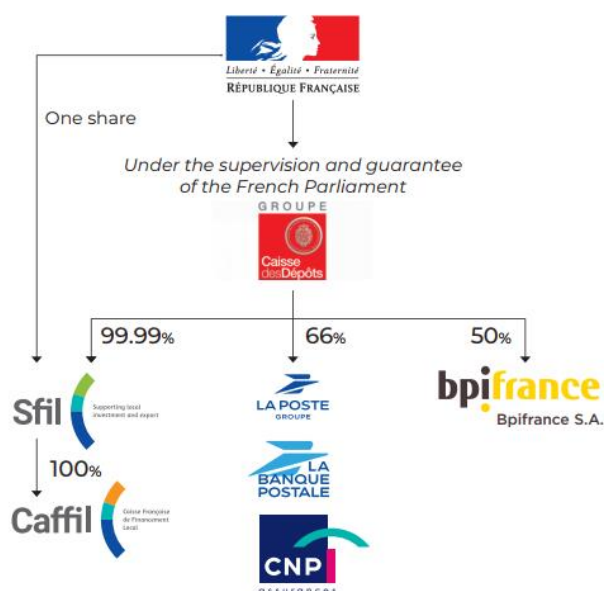 Liberté • Égalité • Fraternité
RÉPUBLIQUE FRANÇAISE
One share
Under the supervision and guarantee
of the French Parliament
GROUPE
Caisse
desDépôts
99.99%
66%
50%
Sfil
Supporting local
investment and export
LA POSTE
GROUPE
bpifrance
Bpifrance S.A.
100%
LA
BANQUE
POSTALE
Caffil
Caisse Française
de Financement
Local
CNP